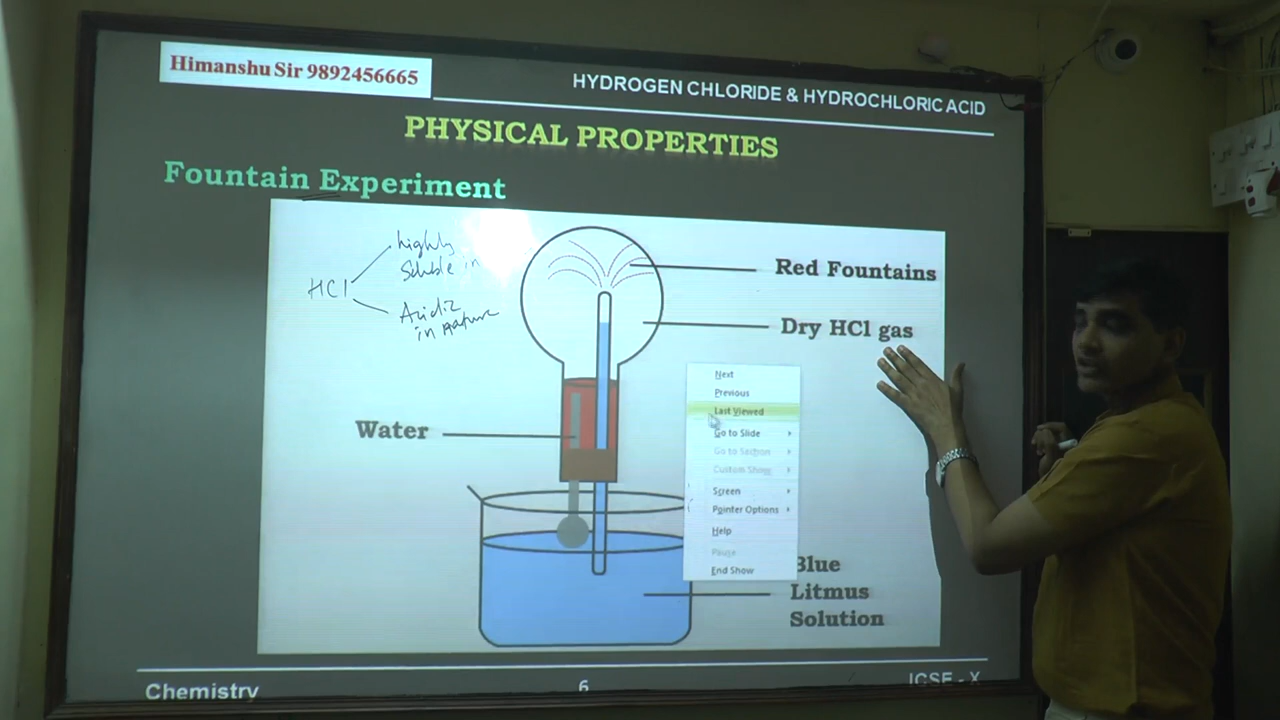 Himanshu Sir 9892456665
HYDROGEN CHLORIDE & HYDROCHLORIC ACID
PHYSICAL PROPERTIES
Fountain Experiment
HCl
highly
Soluble in
Acidic
in nature
Red Fountains
Dry HCl gas
Water
Next
Previous
Last Viewed
Go to Slide
Go to Section
Custom Show
Screen
Pointer Options
Help
Pause
End Show
Blue
Litmus
Solution
Chemistry
6
ICSE - X